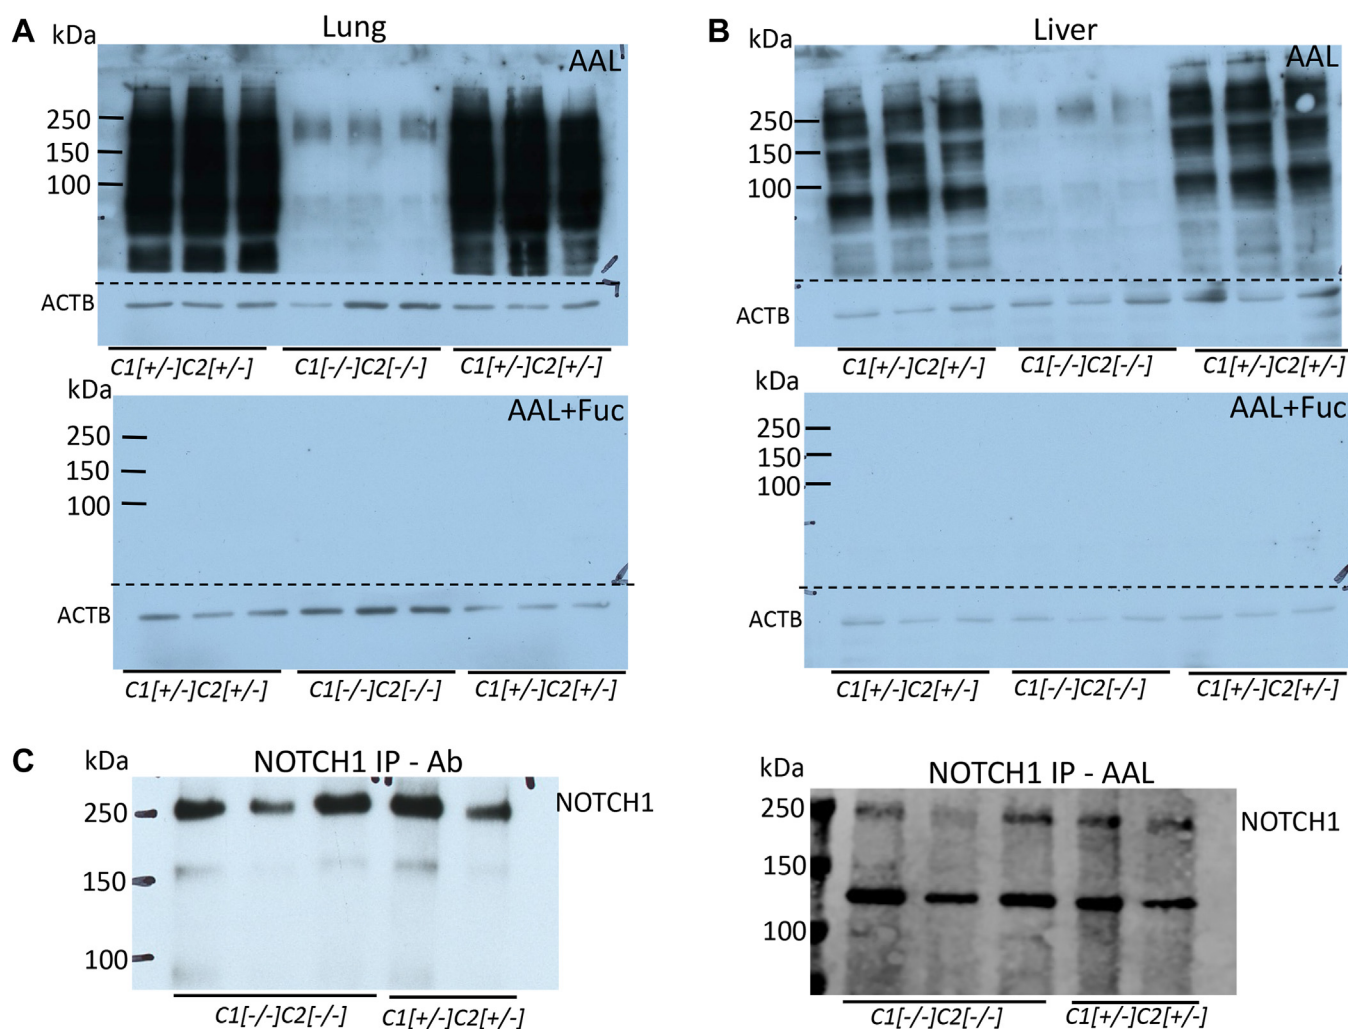 A
kDa
Lung
AAL
250
150
100
ACTB
C1[+/-]C2[+/-]
C1[-/-]C2[-/-]
C1[+/-]C2[+/-]
kDa
AAL+Fuc
250
150
100
ACTB
C1[+/-]C2[+/-]
C1[-/-]C2[-/-]
C1[+/-]C2[+/-]
B
kDa
Liver
AAL
250
150
100
ACTB
C1[+/-]C2[+/-]
C1[-/-]C2[-/-]
C1[+/-]C2[+/-]
kDa
AAL+Fuc
250
150
100
ACTB
C1[+/-]C2[+/-]
C1[-/-]C2[-/-]
C1[+/-]C2[+/-]
C
kDa
NOTCH1 IP - Ab
250
NOTCH1
150
100
C1[-/-]C2[-/-]
C1[+/-]C2[+/-]
kDa
NOTCH1 IP - AAL
250
NOTCH1
150
100
C1[-/-]C2[-/-]
C1[+/-]C2[+/-]